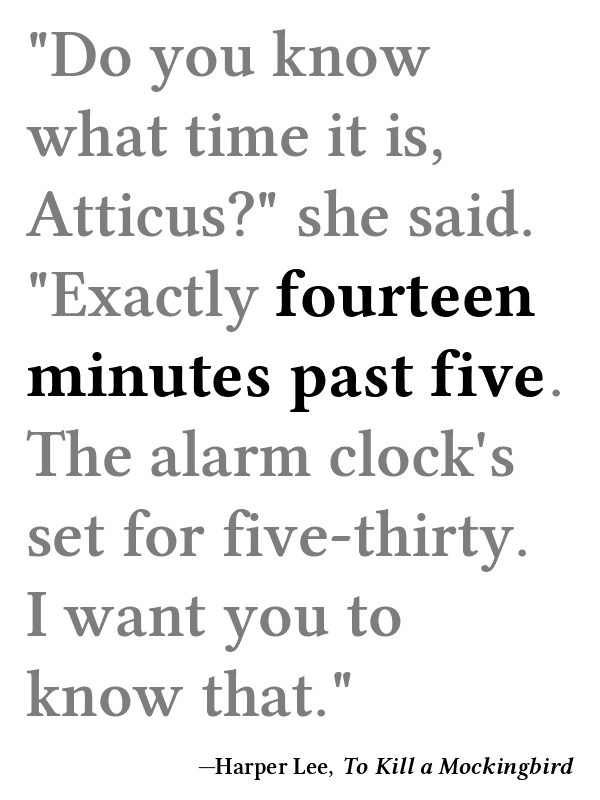 "Do you know
what time it is,
Atticus?" she said.
"Exactly fourteen
minutes past five.
The alarm clock's
set for five-thirty.
I want you to
know that."
—Harper Lee, To Kill a Mockingbird